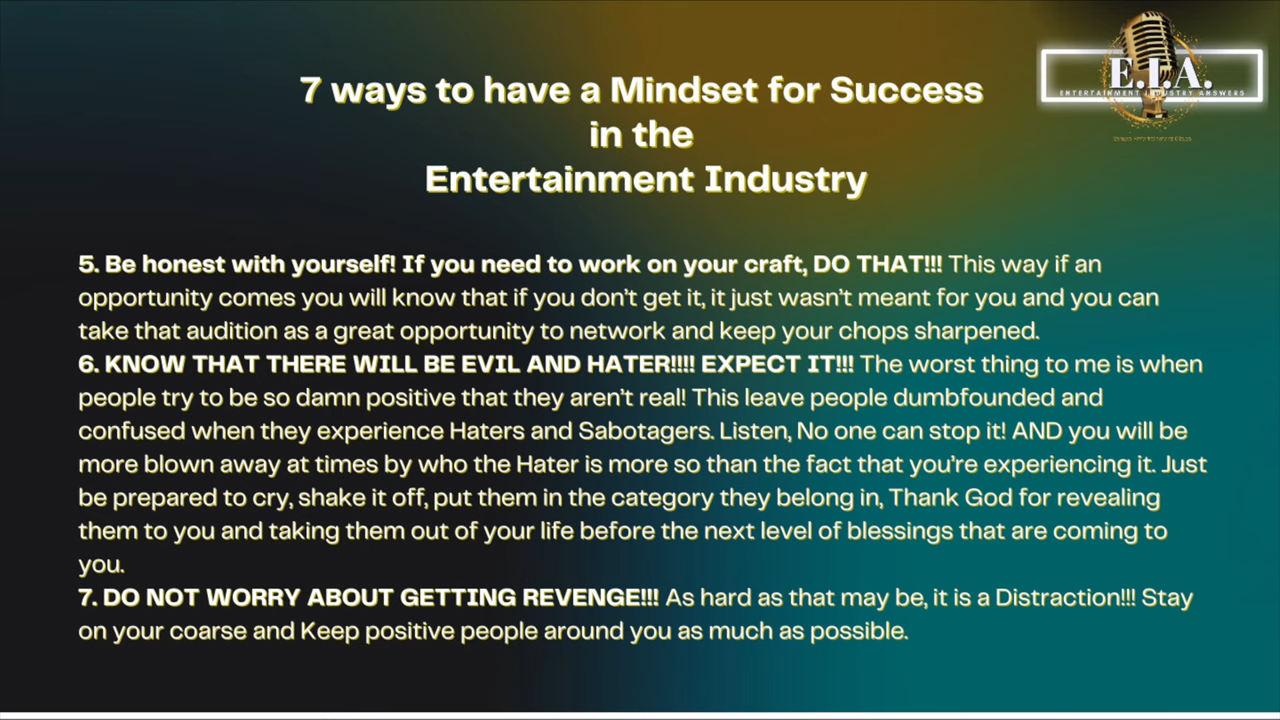 7 ways to have a Mindset for Success
in the
Entertainment Industry
E.I.A.
ENTERTAINMENT INDUSTRY ANSWERS
5. Be honest with yourself! If you need to work on your craft, DO THAT!!! This way if an
opportunity comes you will know that if you don't get it, it just wasn't meant for you and you can
take that audition as a great opportunity to network and keep your chops sharpened.
6. KNOW THAT THERE WILL BE EVIL AND HATER!!!! EXPECT IT!!! The worst thing to me is when
people try to be so damn positive that they aren't real! This leave people dumbfounded and
confused when they experience Haters and Sabotagers. Listen, No one can stop it! AND you will be
more blown away at times by who the Hater is more so than the fact that you're experiencing it. Just
be prepared to cry, shake it off, put them in the category they belong in, Thank God for revealing
them to you and taking them out of your life before the next level of blessings that are coming to
you.
7. DO NOT WORRY ABOUT GETTING REVENGE!!! As hard as that may be, it is a Distraction!!! Stay
on your coarse and Keep positive people around you as much as possible.